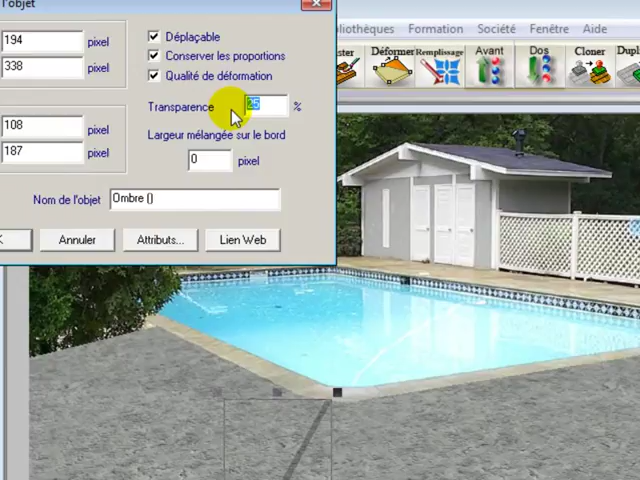 l'objet
194 pixel
338 pixel
108 pixel
187 pixel
Déplaçable
Conserver les proportions
Qualité de déformation
Transparence 25 %
Largeur mélangée sur le bord
0 pixel
Nom de l'objet Ombre ()
K Annuler Attributs... Lien Web
bliothèques Formation Société Fenêtre Aide
ster Déformer Remplissage Avant Dos Cloner Dupl